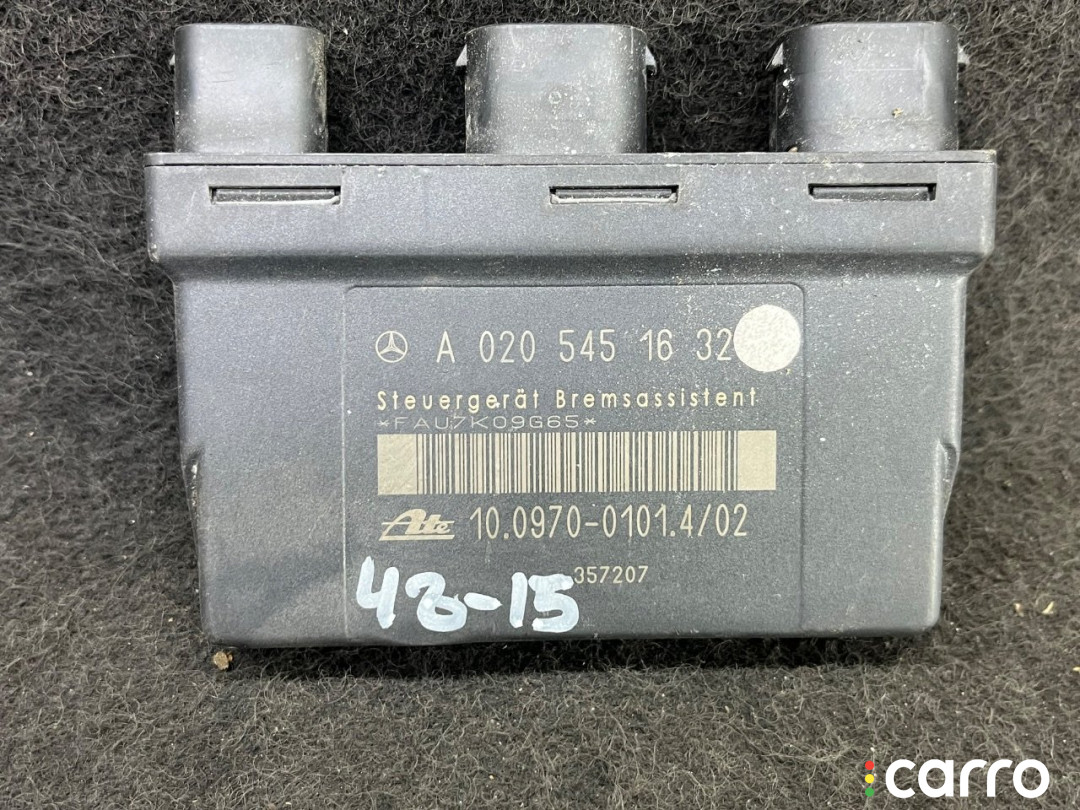 A 020 545 16 32
Steuergerät Bremsassistent
*FAU7K09G65*
Ate 10.0970-0101.4/02
357207
48-15
carro